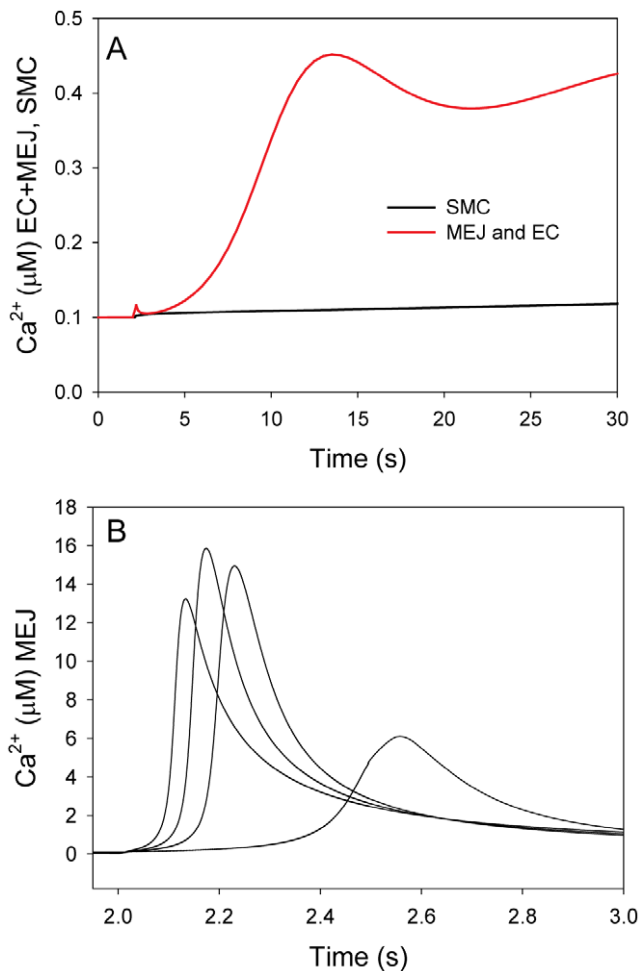 A
Ca²⁺ (μM) EC+MEJ, SMC
0.5
0.4
0.3
0.2
0.1
0.0
SMC
MEJ and EC
0 5 10 15 20 25 30
Time (s)
B
Ca²⁺ (μM) MEJ
18
16
14
12
10
8
6
4
2
0
2.0 2.2 2.4 2.6 2.8 3.0
Time (s)